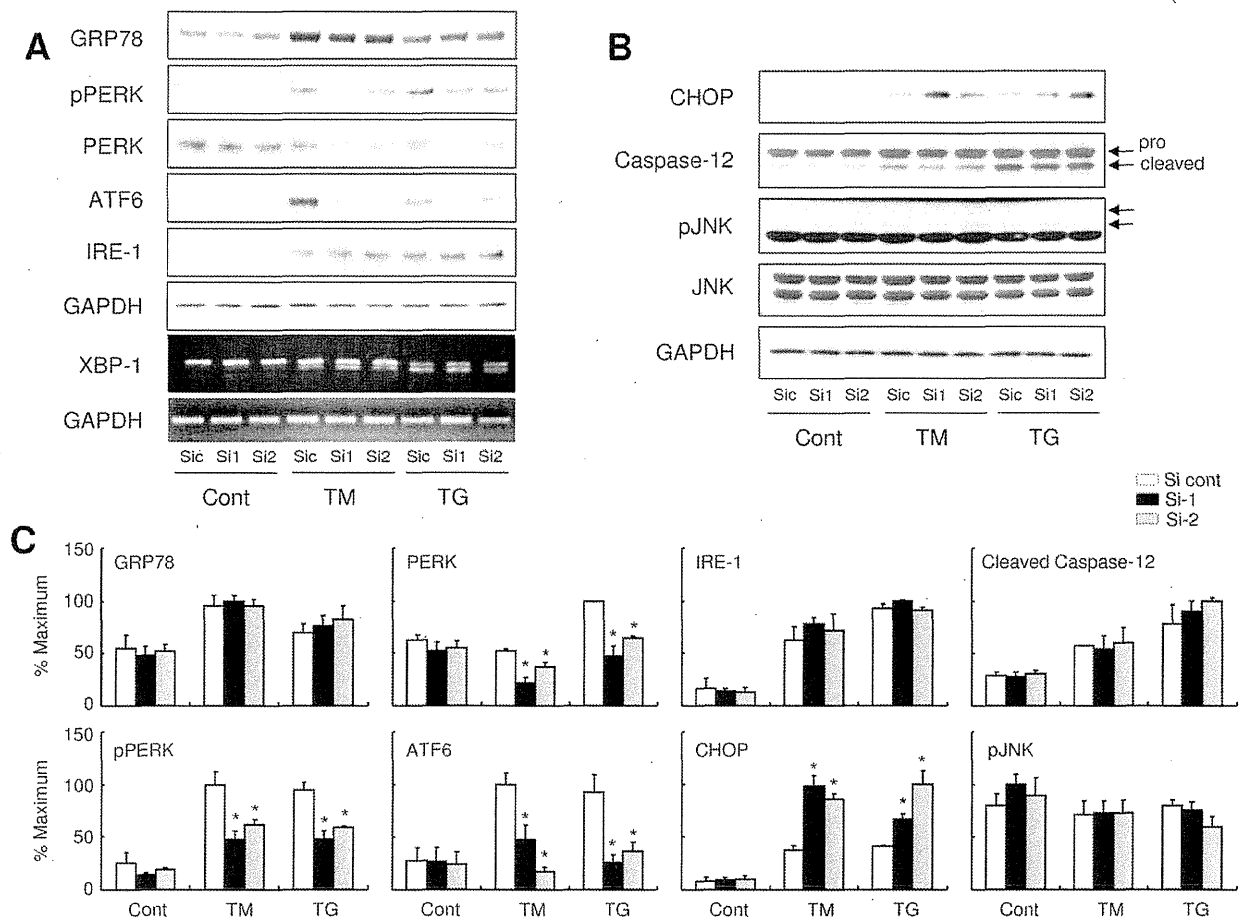 A
GRP78
pPERK
PERK
ATF6
IRE-1
GAPDH
XBP-1
GAPDH
Sic Si1 Si2 Sic Si1 Si2 Sic Si1 Si2
Cont TM TG
B
CHOP
Caspase-12
pro
cleaved
pJNK
JNK
GAPDH
Sic Si1 Si2 Sic Si1 Si2 Sic Si1 Si2
Cont TM TG
Si cont
Si-1
Si-2
C
% Maximum
150
100
50
0
GRP78
PERK
IRE-1
Cleaved Caspase-12
* * * *
% Maximum
150
100
50
0
pPERK
ATF6
CHOP
pJNK
* * * * * * * * * * * *
Cont TM TG Cont TM TG Cont TM TG Cont TM TG